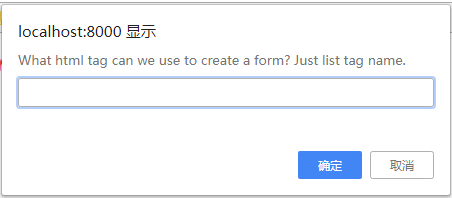 localhost:8000 显示
What html tag can we use to create a form? Just list tag name.
确定
取消